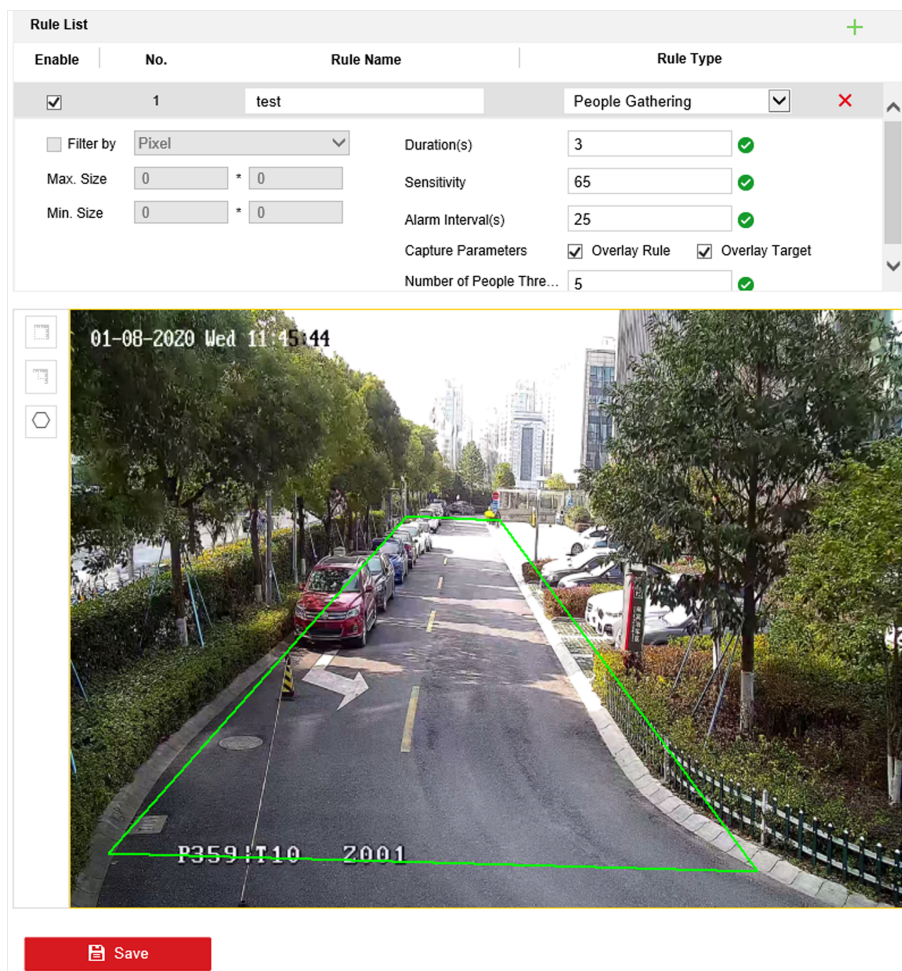 Rule List
Enable No. Rule Name Rule Type
1 test People Gathering
Filter by Pixel Duration(s) 3
Max. Size 0 * 0 Sensitivity 65
Min. Size 0 * 0 Alarm Interval(s) 25
Capture Parameters Overlay Rule Overlay Target
Number of People Thre... 5
01-08-2020 Wed 11:45:44
P359 T10 Z001
Save